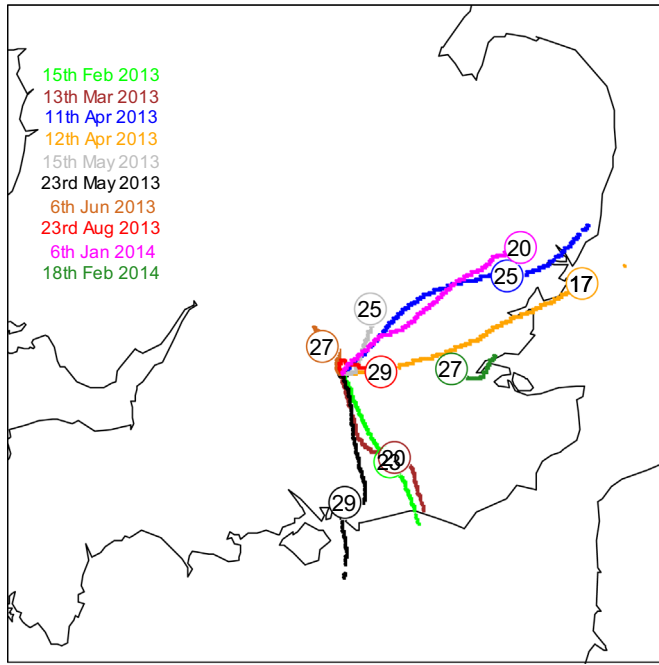 15th Feb 2013
13th Mar 2013
11th Apr 2013
12th Apr 2013
15th May 2013
23rd May 2013
6th Jun 2013
23rd Aug 2013
6th Jan 2014
18th Feb 2014
20
25
17
25
27
29
27
20
23
29